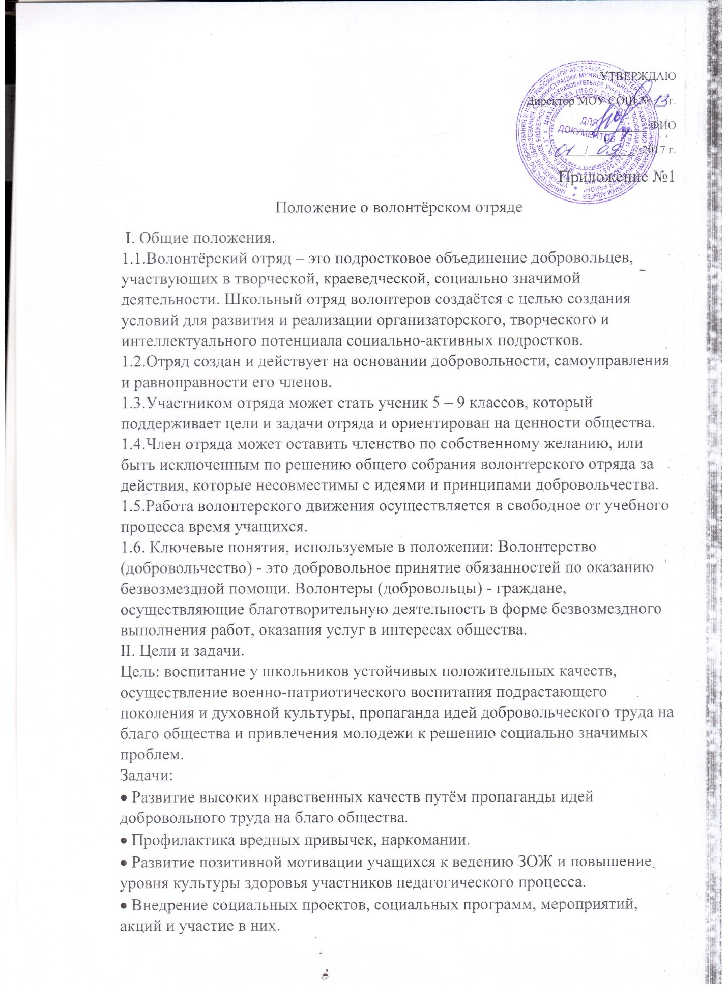 УТВЕРЖДАЮ
Директор МОУ СОШ № 13 г.
ФИО
01 / 09 2017 г.
ДЛЯ
ДОКУМЕНТОВ
Приложение №1
Положение о волонтёрском отряде
I. Общие положения.
1.1.Волонтёрский отряд – это подростковое объединение добровольцев,
участвующих в творческой, краеведческой, социально значимой
деятельности. Школьный отряд волонтеров создаётся с целью создания
условий для развития и реализации организаторского, творческого и
интеллектуального потенциала социально-активных подростков.
1.2.Отряд создан и действует на основании добровольности, самоуправления
и равноправности его членов.
1.3.Участником отряда может стать ученик 5 – 9 классов, который
поддерживает цели и задачи отряда и ориентирован на ценности общества.
1.4.Член отряда может оставить членство по собственному желанию, или
быть исключенным по решению общего собрания волонтерского отряда за
действия, которые несовместимы с идеями и принципами добровольчества.
1.5.Работа волонтерского движения осуществляется в свободное от учебного
процесса время учащихся.
1.6. Ключевые понятия, используемые в положении: Волонтерство
(добровольчество) - это добровольное принятие обязанностей по оказанию
безвозмездной помощи. Волонтеры (добровольцы) - граждане,
осуществляющие благотворительную деятельность в форме безвозмездного
выполнения работ, оказания услуг в интересах общества.
II. Цели и задачи.
Цель: воспитание у школьников устойчивых положительных качеств,
осуществление военно-патриотического воспитания подрастающего
поколения и духовной культуры, пропаганда идей добровольческого труда на
благо общества и привлечения молодежи к решению социально значимых
проблем.
Задачи:
• Развитие высоких нравственных качеств путём пропаганды идей
добровольного труда на благо общества.
• Профилактика вредных привычек, наркомании.
• Развитие позитивной мотивации учащихся к ведению ЗОЖ и повышение
уровня культуры здоровья участников педагогического процесса.
• Внедрение социальных проектов, социальных программ, мероприятий,
акций и участие в них.